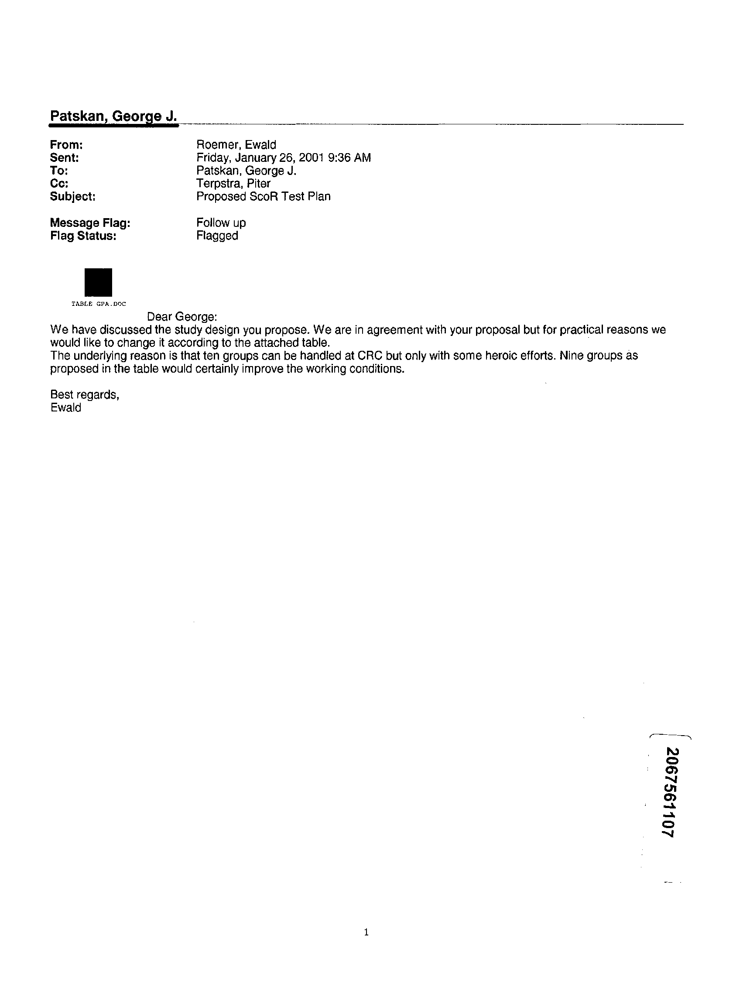 Patskan, George J.
From: Roemer, Ewald
Sent: Friday, January 26, 2001 9:36 AM
To: Patskan, George J.
Cc: Terpstra, Piter
Subject: Proposed ScoR Test Plan
Message Flag: Follow up
Flag Status: Flagged
TABLE GPA.DOC
Dear George:
We have discussed the study design you propose. We are in agreement with your proposal but for practical reasons we
would like to change it according to the attached table.
The underlying reason is that ten groups can be handled at CRC but only with some heroic efforts. Nine groups as
proposed in the table would certainly improve the working conditions.
Best regards,
Ewald
2067561107
1